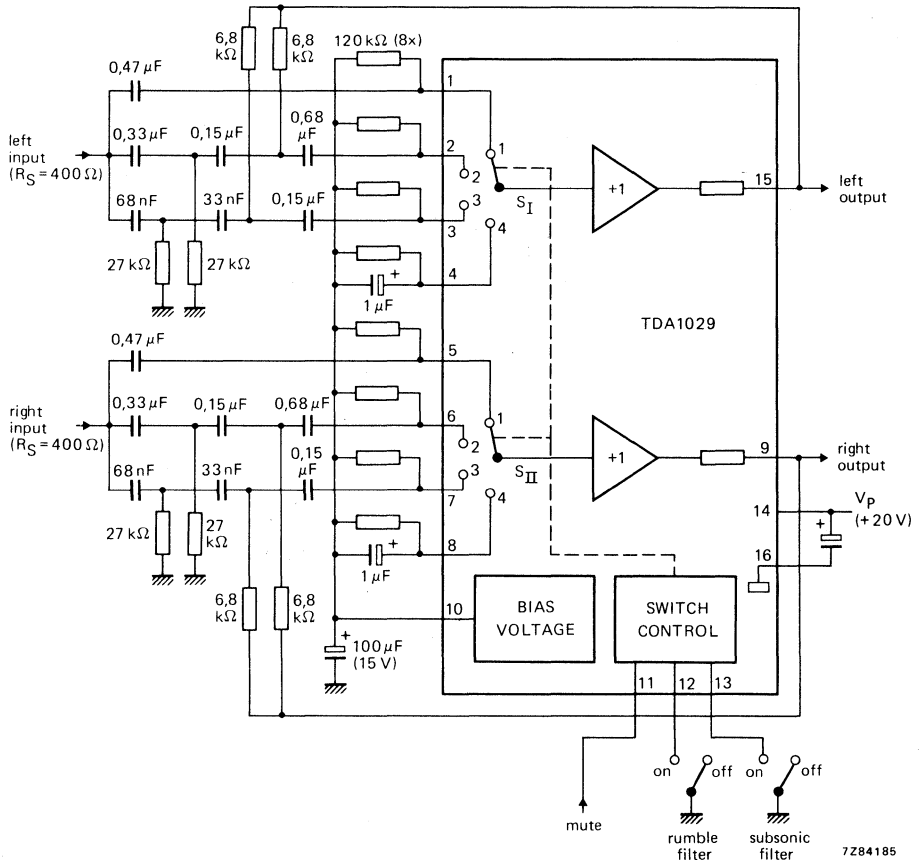 6,8
kΩ
6,8
kΩ
120 kΩ (8x)
0,47 μF
1
0,33 μF
0,15 μF
0,68
μF
left
input
(RS = 400 Ω)
2
1
2
3
4
SI
+1
15
left
output
68 nF
33 nF
0,15 μF
3
27 kΩ
27 kΩ
4
+
1 μF
TDA1029
0,47 μF
5
0,33 μF
0,15 μF
0,68 μF
right
input
(RS = 400 Ω)
6
1
2
3
4
SII
+1
9
right
output
68 nF
33 nF
0,15
μF
7
27 kΩ
27
kΩ
14
VP
(+20 V)
+
8
+
1 μF
16
6,8
kΩ
6,8
kΩ
10
BIAS
VOLTAGE
SWITCH
CONTROL
+
100 μF
(15 V)
11
12
13
on
off
on
off
mute
rumble
filter
subsonic
filter
7Z84185